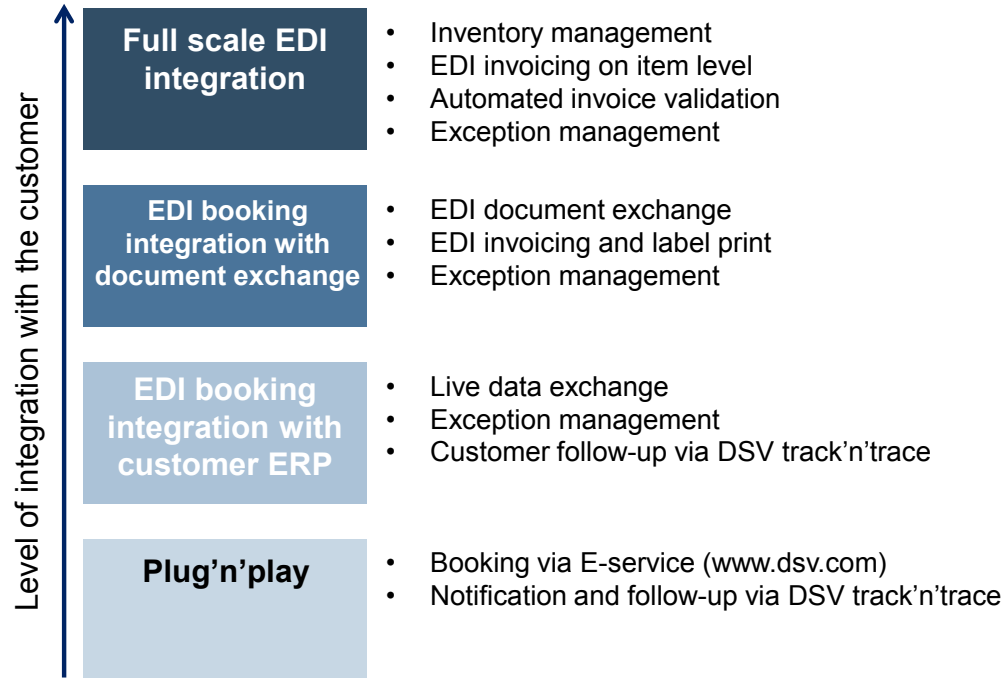 Level of integration with the customer
Full scale EDI
integration
• Inventory management
• EDI invoicing on item level
• Automated invoice validation
• Exception management
EDI booking
integration with
document exchange
• EDI document exchange
• EDI invoicing and label print
• Exception management
EDI booking
integration with
customer ERP
• Live data exchange
• Exception management
• Customer follow-up via DSV track’n’trace
Plug’n’play
• Booking via E-service (www.dsv.com)
• Notification and follow-up via DSV track’n’trace